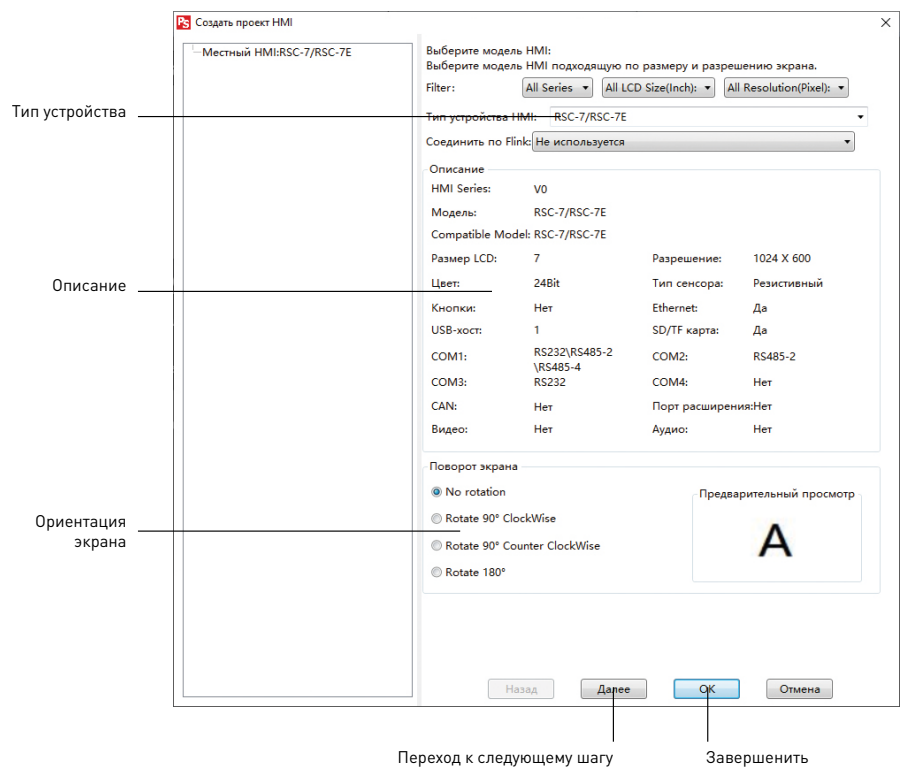 Создать проект HMI
Местный HMI:RSC-7/RSC-7E
Выберите модель HMI:
Выберите модель HMI подходящую по размеру и разрешению экрана.
Filter: All Series All LCD Size(Inch): All Resolution(Pixel):
Тип устройства
Тип устройства HMI: RSC-7/RSC-7E
Соединить по Flink: Не используется
Описание
HMI Series: V0
Модель: RSC-7/RSC-7E
Compatible Model: RSC-7/RSC-7E
Размер LCD: 7 Разрешение: 1024 X 600
Описание
Цвет: 24Bit Тип сенсора: Резистивный
Кнопки: Нет Ethernet: Да
USB-хост: 1 SD/TF карта: Да
COM1: RS232\RS485-2
\RS485-4
COM2: RS485-2
COM3: RS232 COM4: Нет
CAN: Нет Порт расширения:Нет
Видео: Нет Аудио: Нет
Поворот экрана
No rotation
Rotate 90° ClockWise
Rotate 90° Counter ClockWise
Rotate 180°
Предварительный просмотр
A
Ориентация
экрана
Назад Далее OK Отмена
Переход к следующему шагу
Завершенить